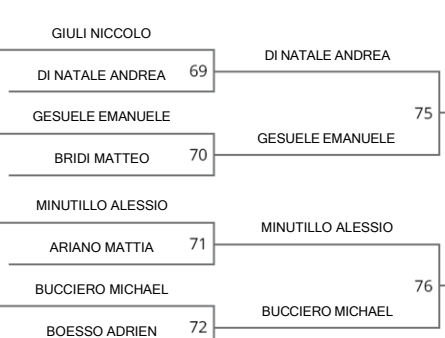 GIULI NICCOLO
DI NATALE ANDREA
69
DI NATALE ANDREA
75
GESUELE EMANUELE
GESUELE EMANUELE
BRIDI MATTEO
70
MINUTILLO ALESSIO
MINUTILLO ALESSIO
ARIANO MATTIA
71
76
BUCCIERO MICHAEL
BUCCIERO MICHAEL
BOESSO ADRIEN
72